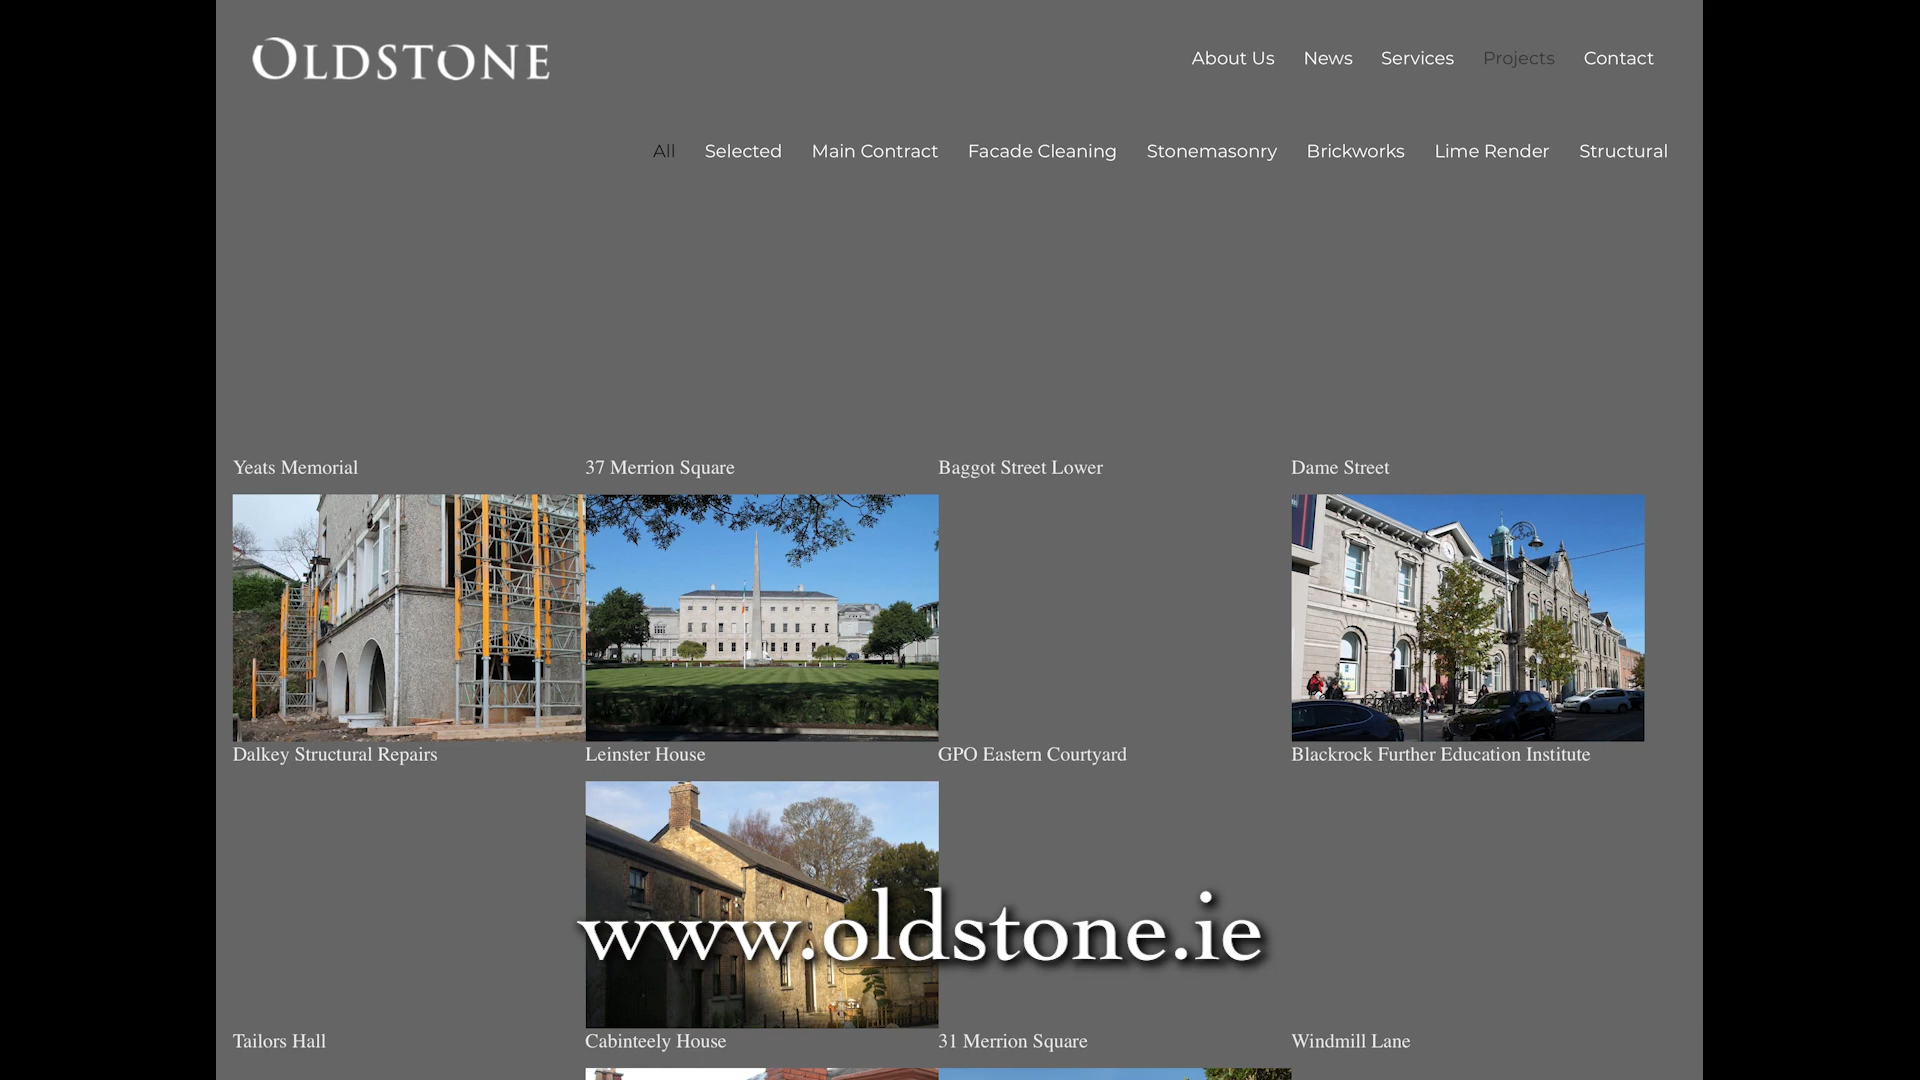 OLDSTONE
About Us News Services Projects Contact
All Selected Main Contract Facade Cleaning Stonemasonry Brickworks Lime Render Structural
Yeats Memorial 37 Merrion Square Baggot Street Lower Dame Street
Dalkey Structural Repairs Leinster House GPO Eastern Courtyard Blackrock Further Education Institute
www.oldstone.ie
Tailors Hall Cabinteely House 31 Merrion Square Windmill Lane